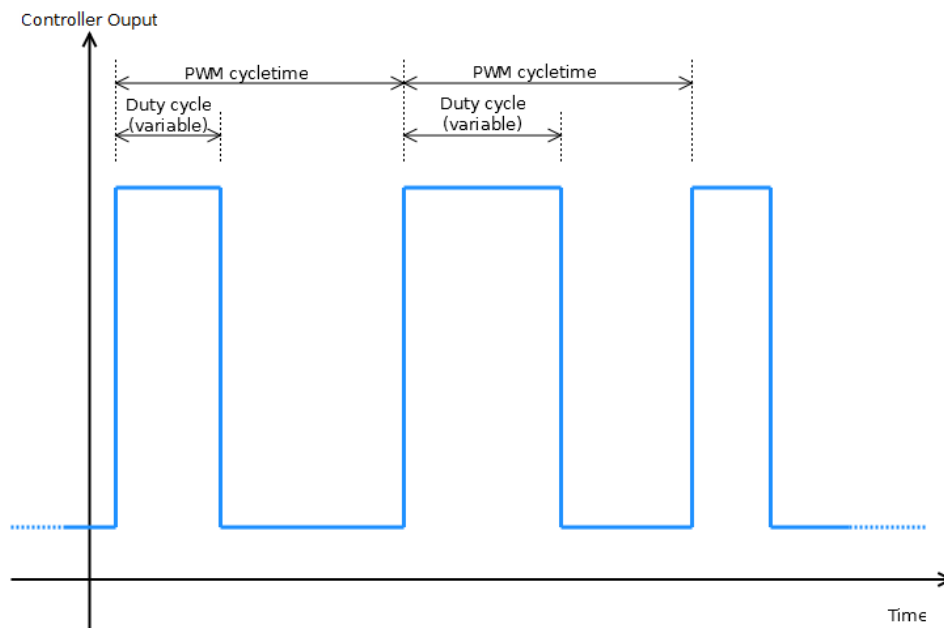 Controller Ouput
PWM cycletime
PWM cycletime
Duty cycle
(variable)
Duty cycle
(variable)
Time